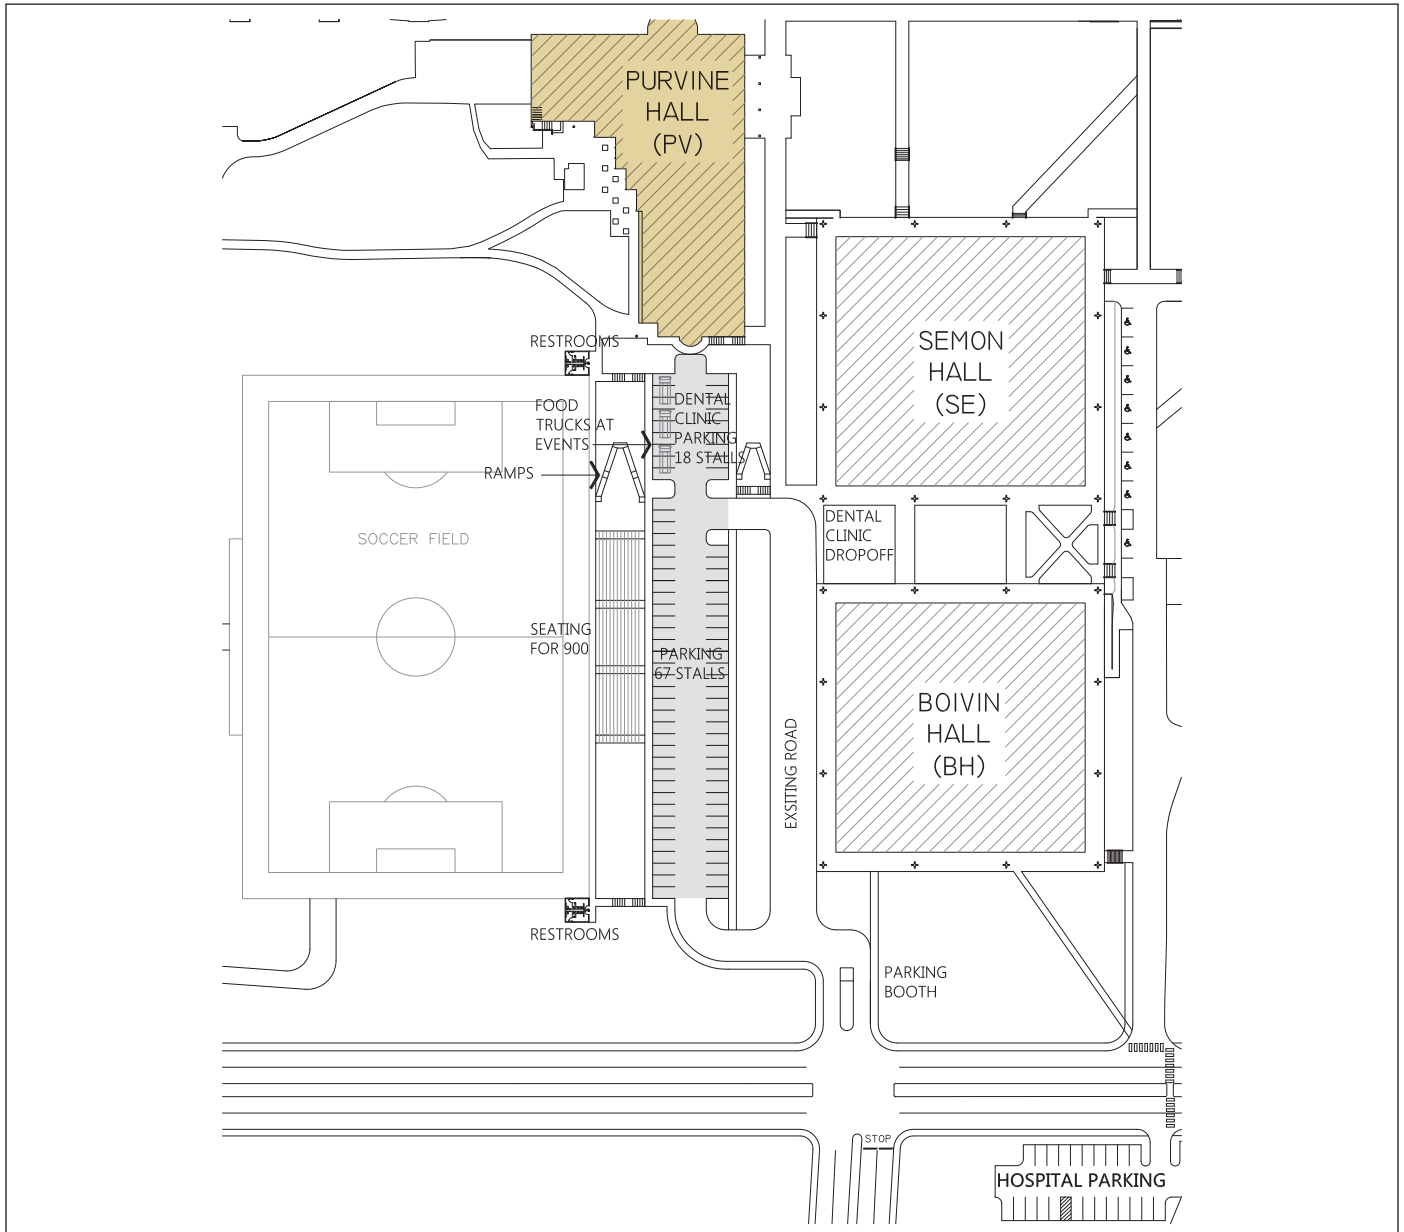 PURVINE
HALL
(PV)
RESTROOMS
SEMON
HALL
(SE)
FOOD
TRUCKS AT
EVENTS
DENTAL
CLINIC
PARKING
18 STALLS
RAMPS
SOCCER FIELD
DENTAL
CLINIC
DROPOFF
SEATING
FOR 900
PARKING
67 STALLS
BOIVIN
HALL
(BH)
EXSITING ROAD
RESTROOMS
PARKING
BOOTH
STOP
HOSPITAL PARKING